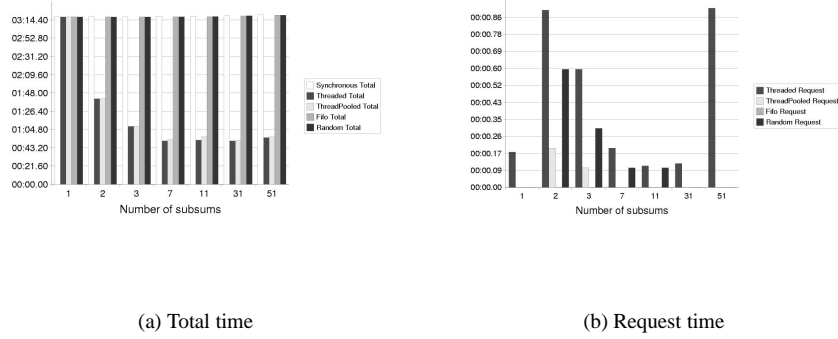 03:14.40
02:52.80
02:31.20
02:09.60
01:48.00
01:26.40
01:04.80
00:43.20
00:21.60
00:00.00
1 2 3 7 11 31 51
Number of subsums
Synchronous Total
Threaded Total
ThreadPooled Total
Fifo Total
Random Total
(a) Total time
00:00.86
00:00.78
00:00.69
00:00.60
00:00.52
00:00.43
00:00.35
00:00.26
00:00.17
00:00.09
00:00.00
1 2 3 7 11 31 51
Number of subsums
Threaded Request
ThreadPooled Request
Fifo Request
Random Request
(b) Request time